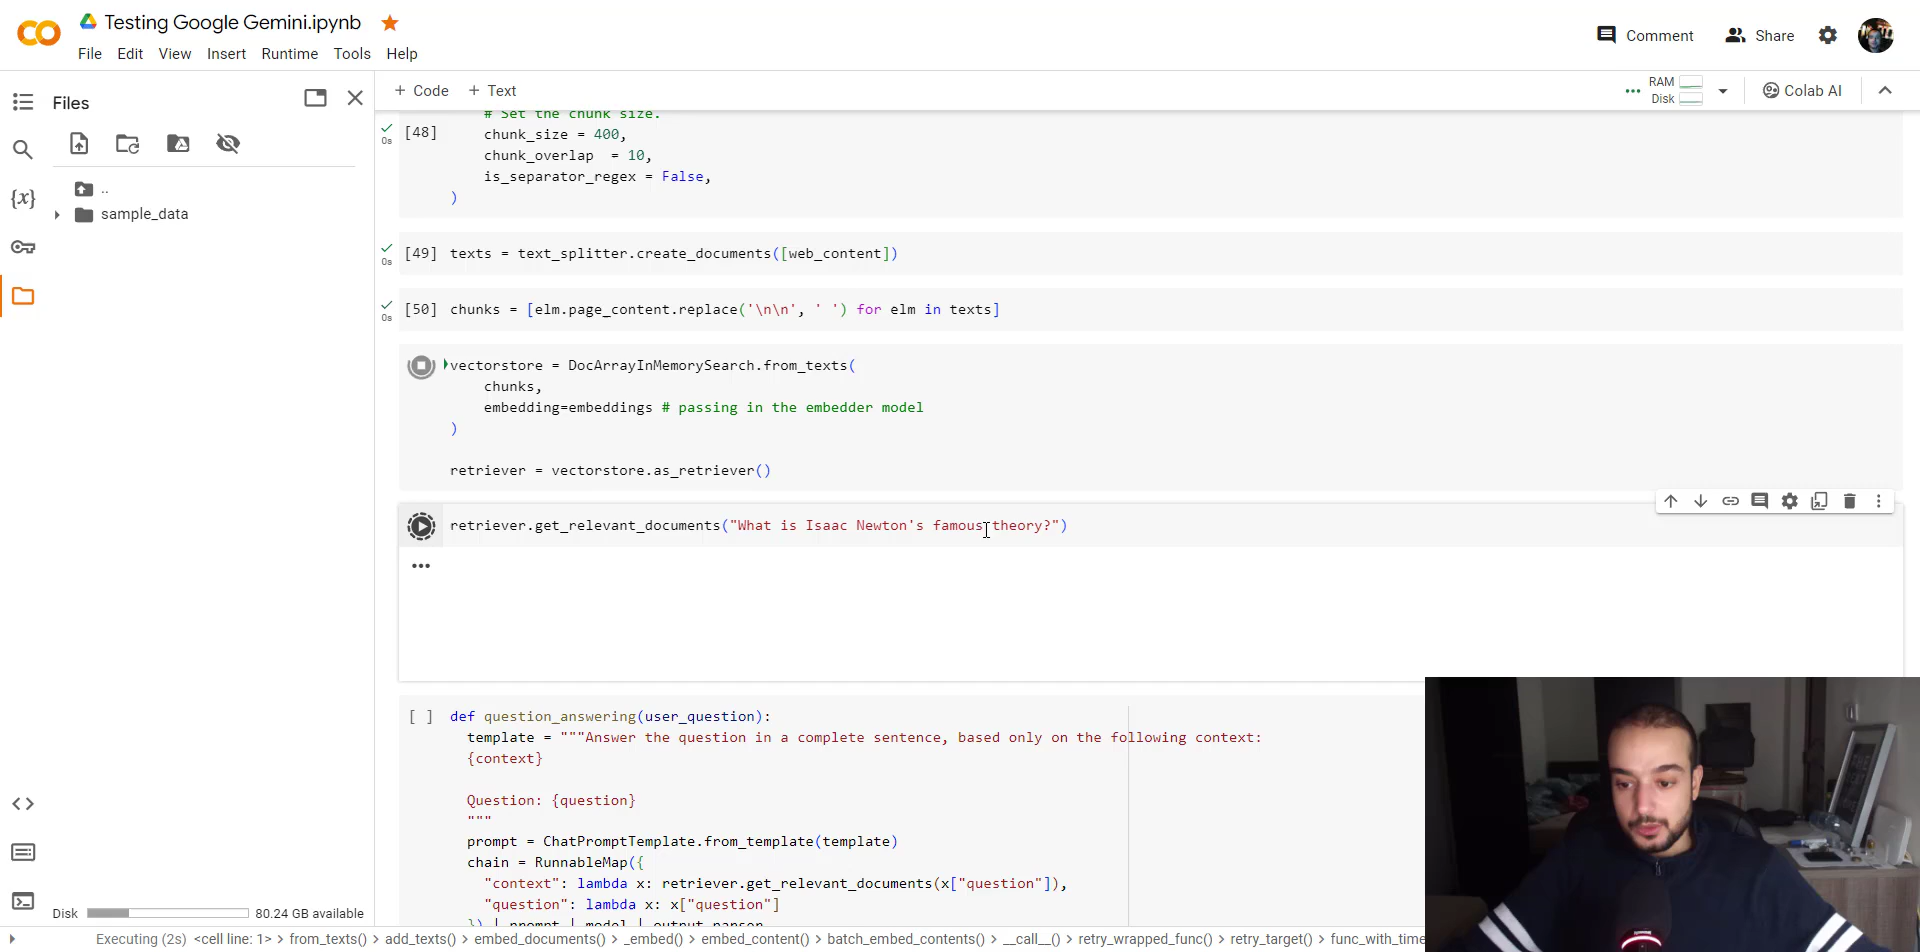 Testing Google Gemini.ipynb
File Edit View Insert Runtime Tools Help
Comment Share
Files
+ Code + Text
RAM
Disk
Colab AI
..
sample_data
# Set the chunk size.
[48] chunk_size = 400,
chunk_overlap  = 10,
is_separator_regex = False,
)
0s
[49] texts = text_splitter.create_documents([web_content])
0s
[50] chunks = [elm.page_content.replace('\n\n', ' ') for elm in texts]
0s
vectorstore = DocArrayInMemorySearch.from_texts(
chunks,
embedding=embeddings # passing in the embedder model
)
retriever = vectorstore.as_retriever()
retriever.get_relevant_documents("What is Isaac Newton's famous theory?")
[ ] def question_answering(user_question):
template = """Answer the question in a complete sentence, based only on the following context:
{context}
Question: {question}
"""
prompt = ChatPromptTemplate.from_template(template)
chain = RunnableMap({
"context": lambda x: retriever.get_relevant_documents(x["question"]),
"question": lambda x: x["question"]
}) | prompt | model | output_parser
Disk 80.24 GB available
Executing (2s) <cell line: 1> > from_texts() > add_texts() > embed_documents() > _embed() > embed_content() > batch_embed_contents() > __call__() > retry_wrapped_func() > retry_target() > func_with_time